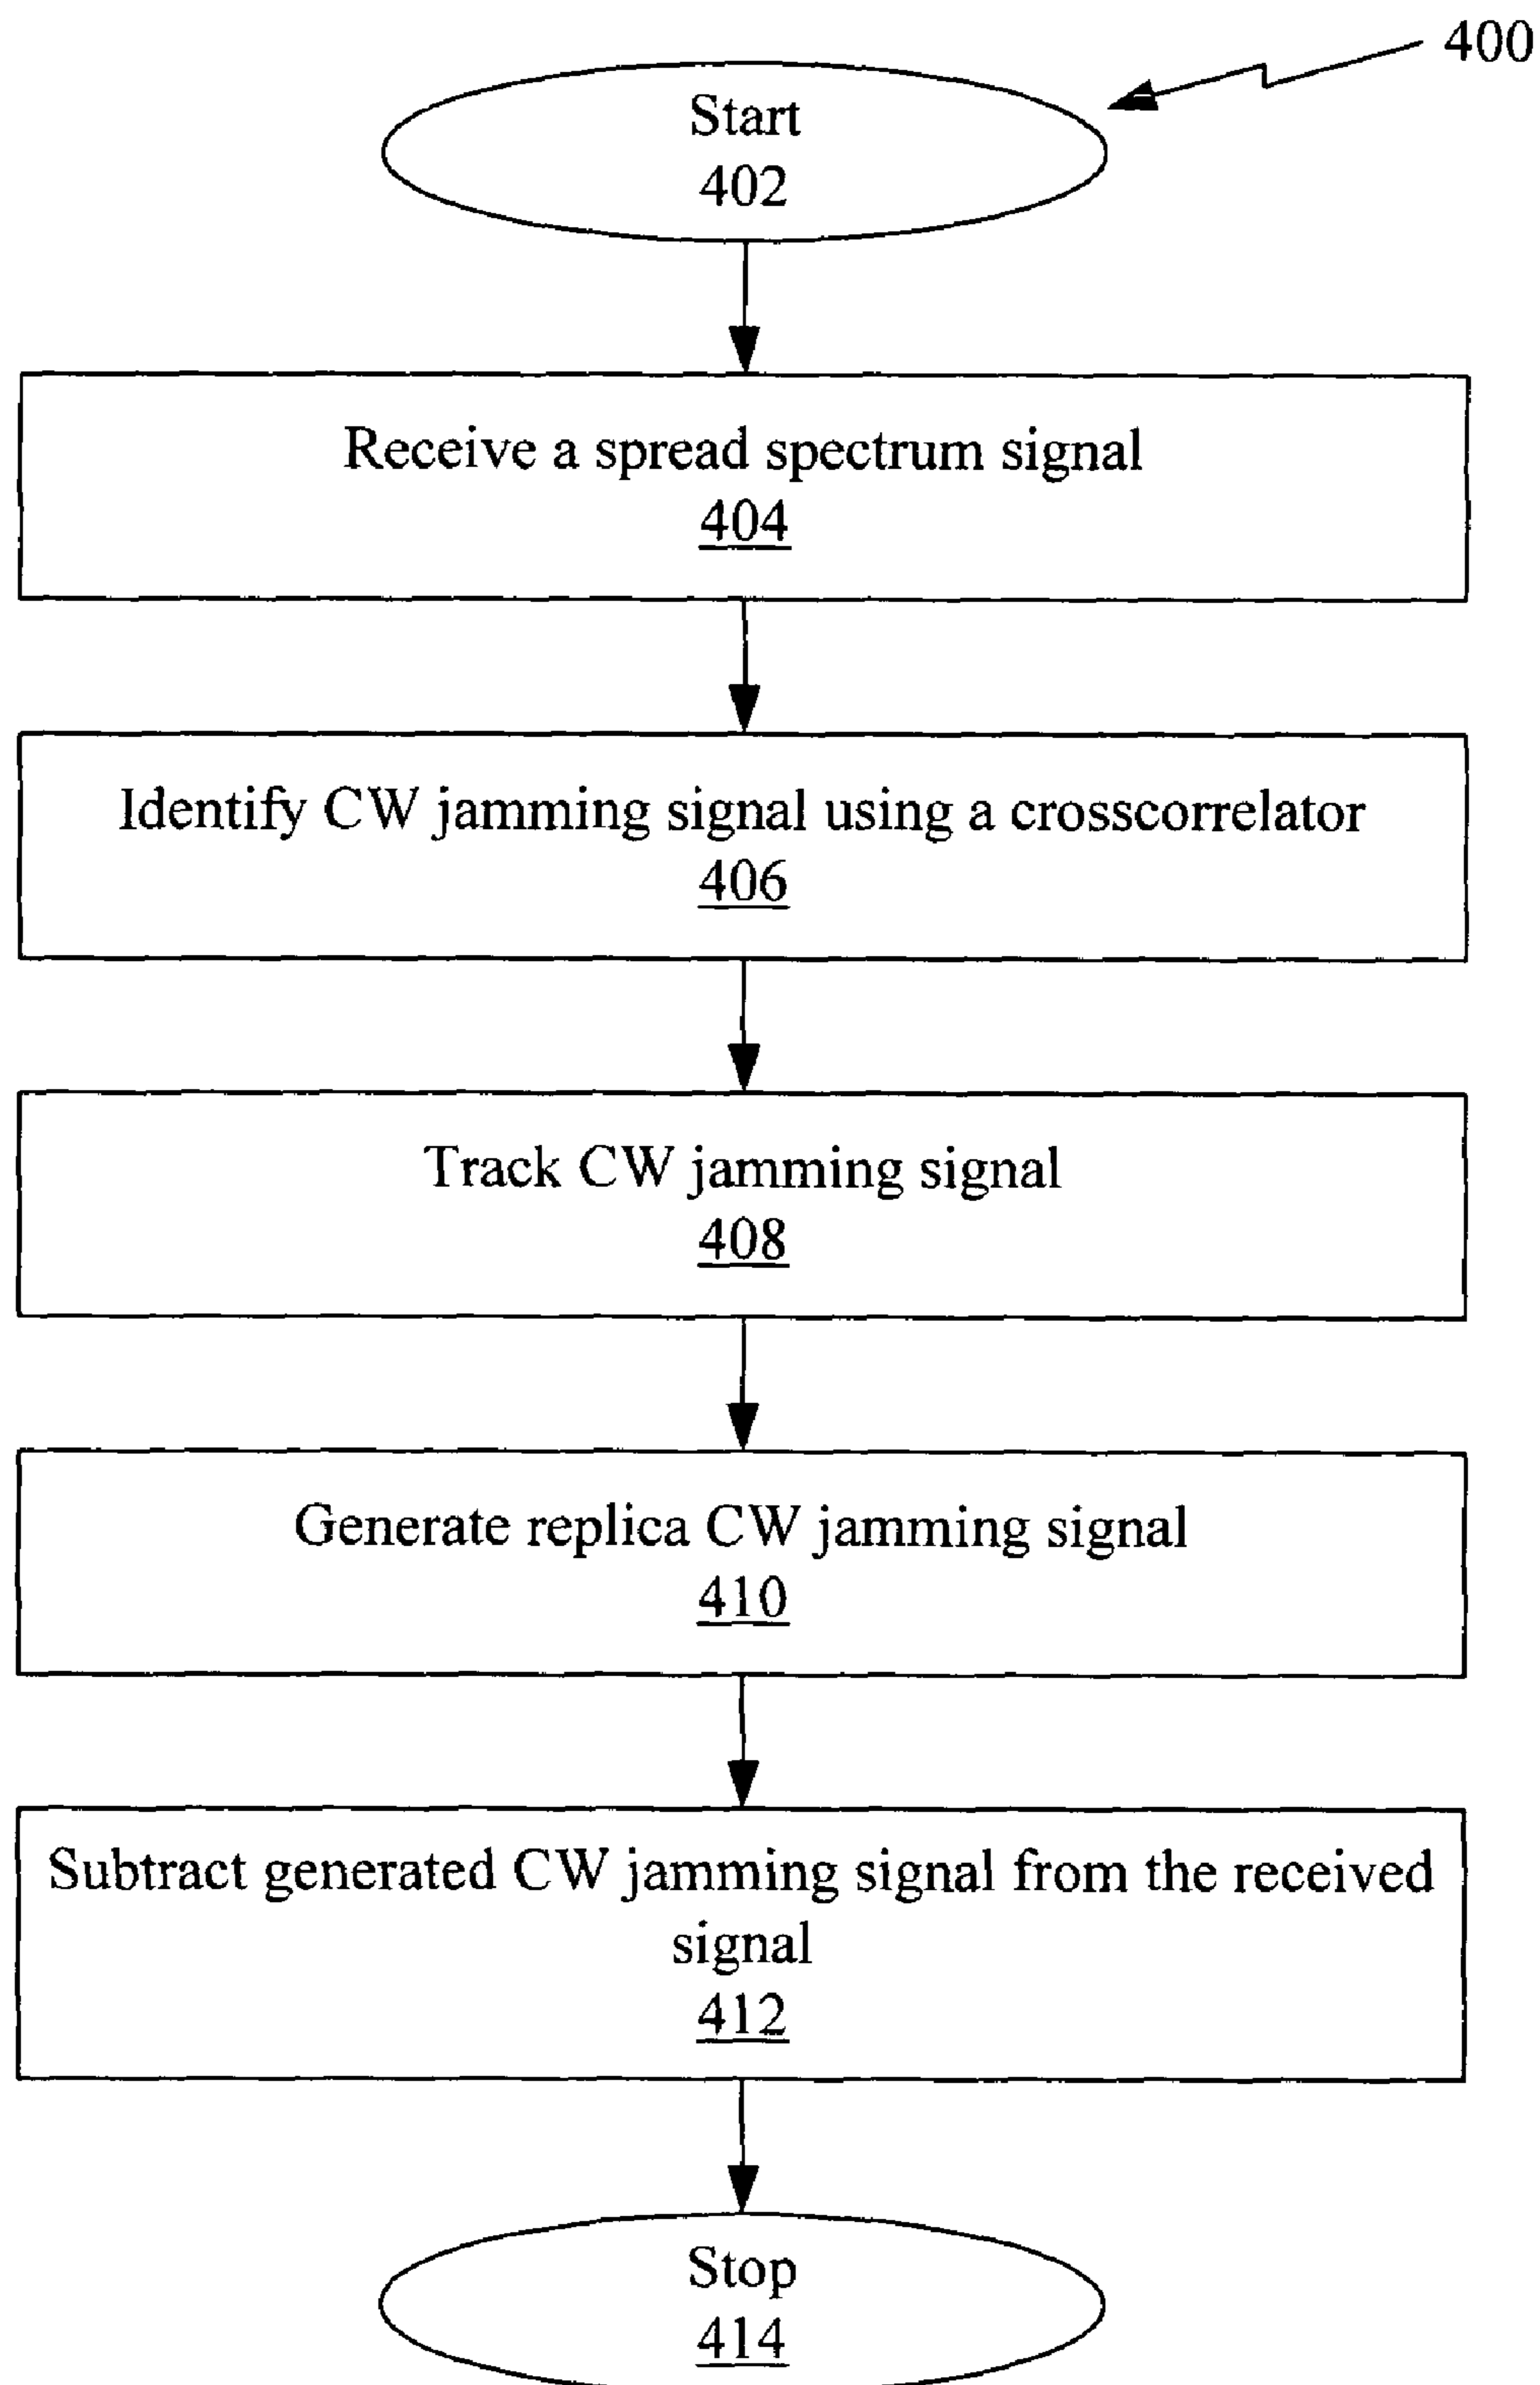 400
Start
402
Receive a spread spectrum signal
404
Identify CW jamming signal using a crosscorrelator
406
Track CW jamming signal
408
Generate replica CW jamming signal
410
Subtract generated CW jamming signal from the received
signal
412
Stop
414